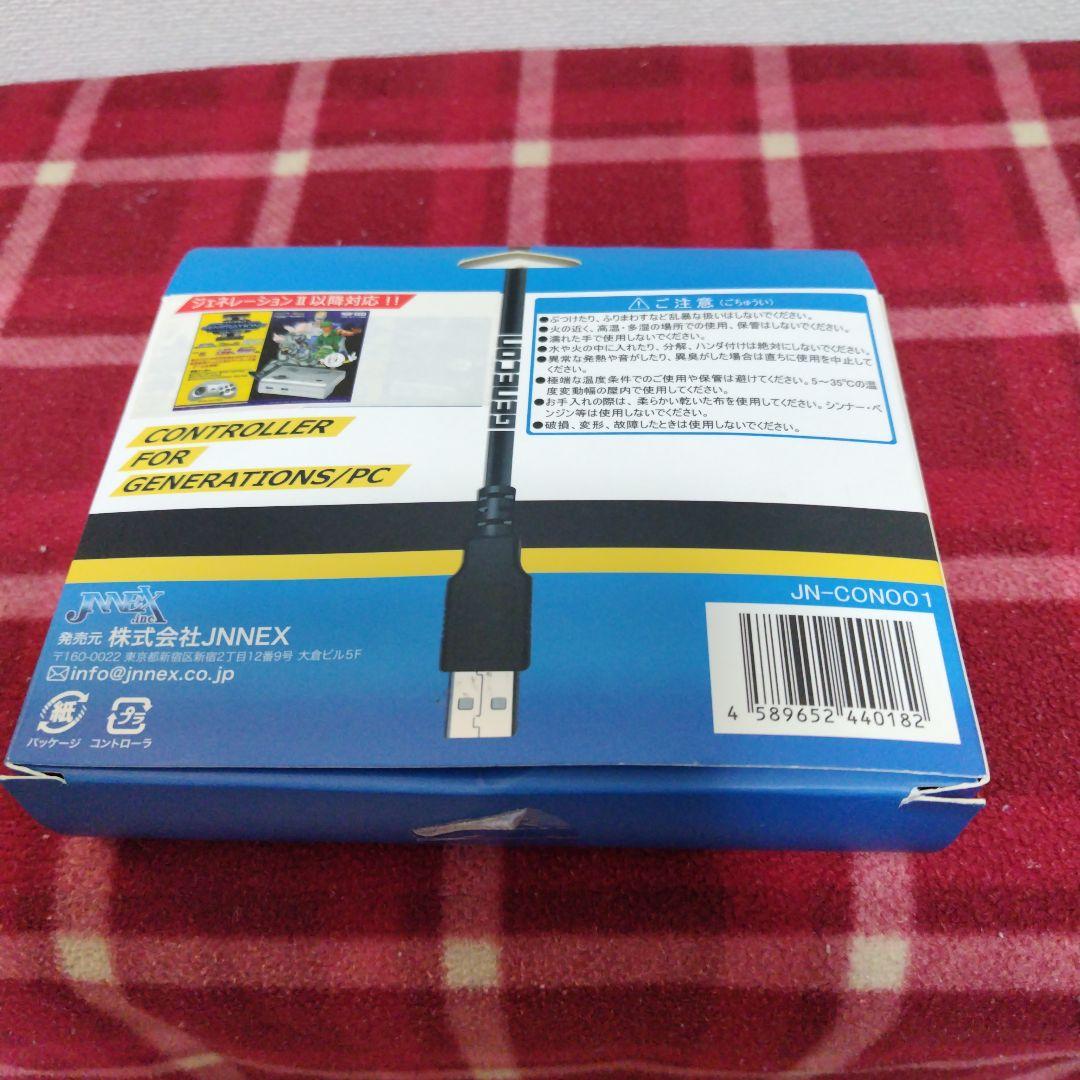 ジェネレーションⅡ以降対応!!
GENERATION
CONTROLLER
FOR
GENERATIONS/PC
GENECON
⚠ご注意(ごちゅうい)
●ぶつけたり、ふりまわすなど乱暴な扱いはしないでください。
●火の近く、高温・多湿の場所での使用、保管はしないでください。
●濡れた手で使用しないでください。
●水や火の中に入れたり、分解、ハンダ付けは絶対にしないでください。
●異常な発熱や音がしたり、異臭がした場合は直ちに使用を中止して
ください。
●極端な温度条件でのご使用や保管は避けてください。5〜35℃の温
度変動幅の屋内で使用してください。
●お手入れの際は、柔らかい乾いた布を使用してください。シンナー・ベ
ンジン等は使用しないでください。
●破損、変形、故障したときは使用しないでください。
JNNEX
.inc
発売元 株式会社JNNEX
〒160-0022 東京都新宿区新宿2丁目12番9号 大倉ビル5F
✉info@jnnex.co.jp
紙
パッケージ
プラ
コントローラ
JN-CON001
4 589652 440182